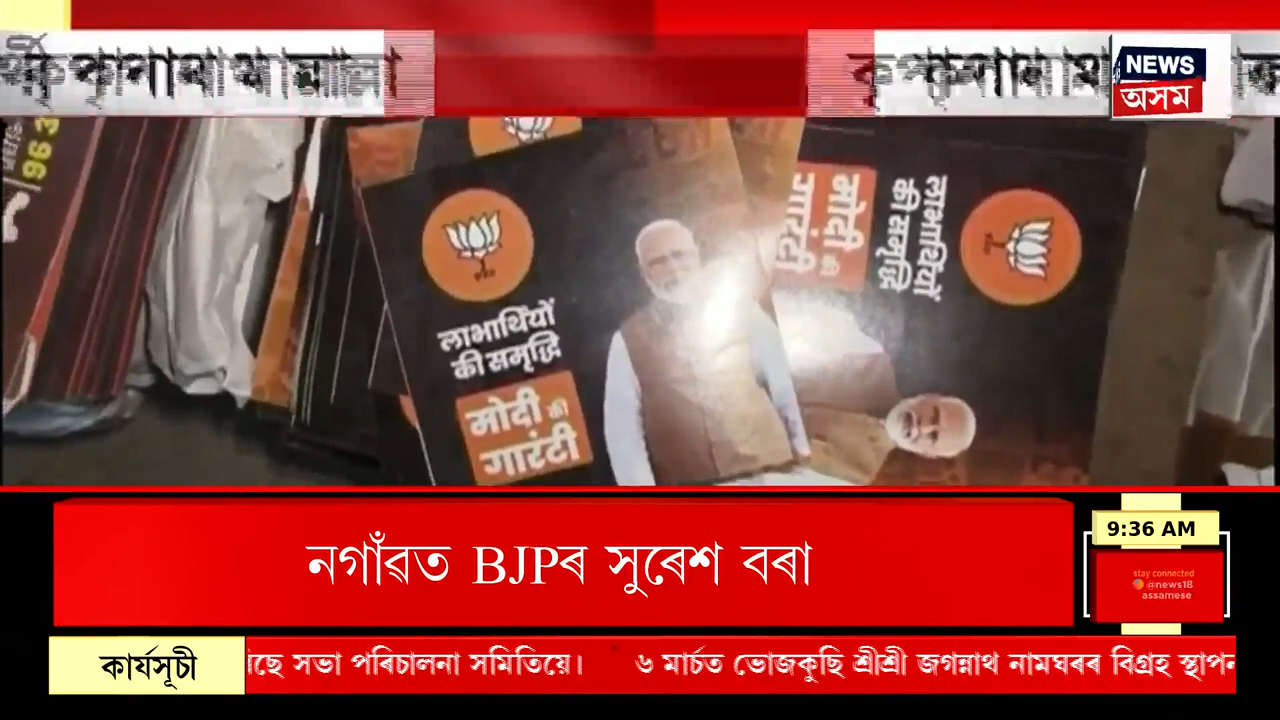 NEWS
অসম
लाभार्थियों
की समृद्धि
मोदी की
गारंटी
लाभार्थियों
की समृद्धि
मोदी की
गारंटी
নগাঁৱত BJPৰ সুৰেশ বৰা
9:36 AM
stay connected
@news18
assamese
কাৰ্যসূচী
ছে সভা পৰিচালনা সমিতিয়ে। ৬ মাৰ্চত ভোজকুছি শ্ৰীশ্ৰী জগন্নাথ নামঘৰৰ বিগ্ৰহ স্থাপন